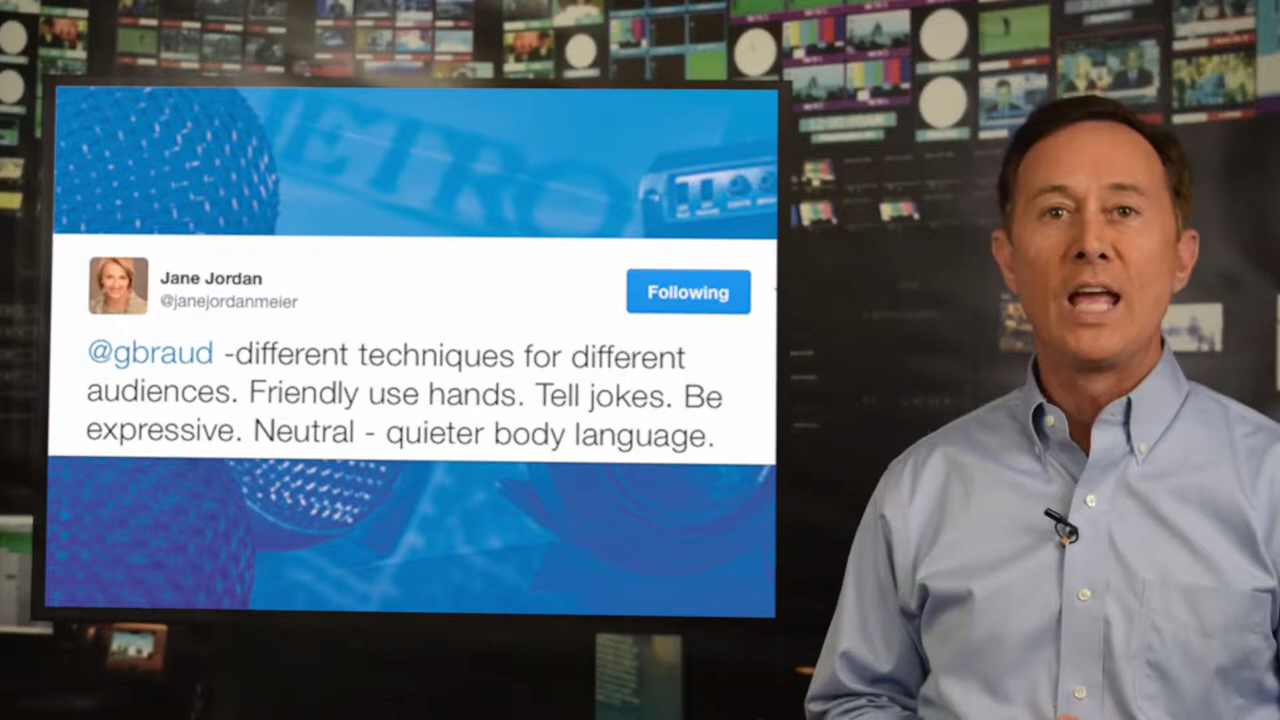 ETRO
Jane Jordan
@janejordanmeier
Following
@gbraud -different techniques for different
audiences. Friendly use hands. Tell jokes. Be
expressive. Neutral - quieter body language.